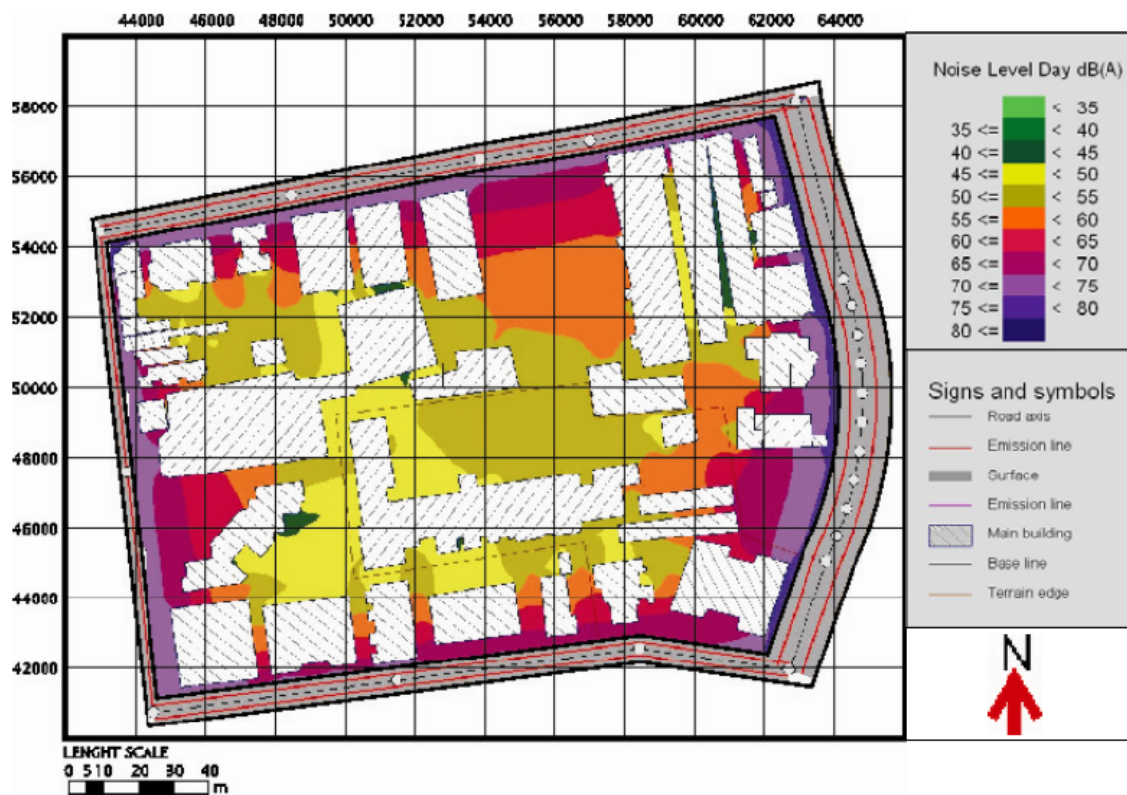 44000 46000 48000 50000 52000 54000 56000 58000 60000 62000 64000
58000
56000
54000
52000
50000
48000
46000
44000
42000
LENGHT SCALE
0 510 20 30 40
m
Noise Level Day dB(A)
< 35
35 <= < 40
40 <= < 45
45 <= < 50
50 <= < 55
55 <= < 60
60 <= < 65
65 <= < 70
70 <= < 75
75 <= < 80
80 <=
Signs and symbols
Road axis
Emission line
Surface
Emission line
Main building
Base line
Terrain edge
N